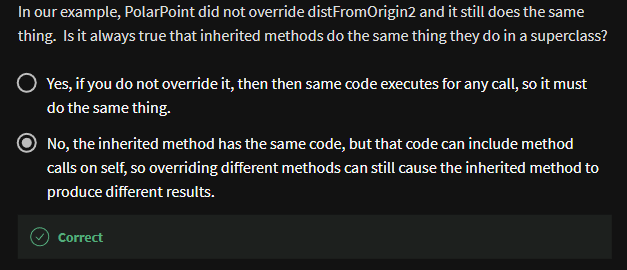 In our example, PolarPoint did not override distFromOrigin2 and it still does the same
thing.  Is it always true that inherited methods do the same thing they do in a superclass?
Yes, if you do not override it, then then same code executes for any call, so it must
do the same thing.
No, the inherited method has the same code, but that code can include method
calls on self, so overriding different methods can still cause the inherited method to
produce different results.
Correct